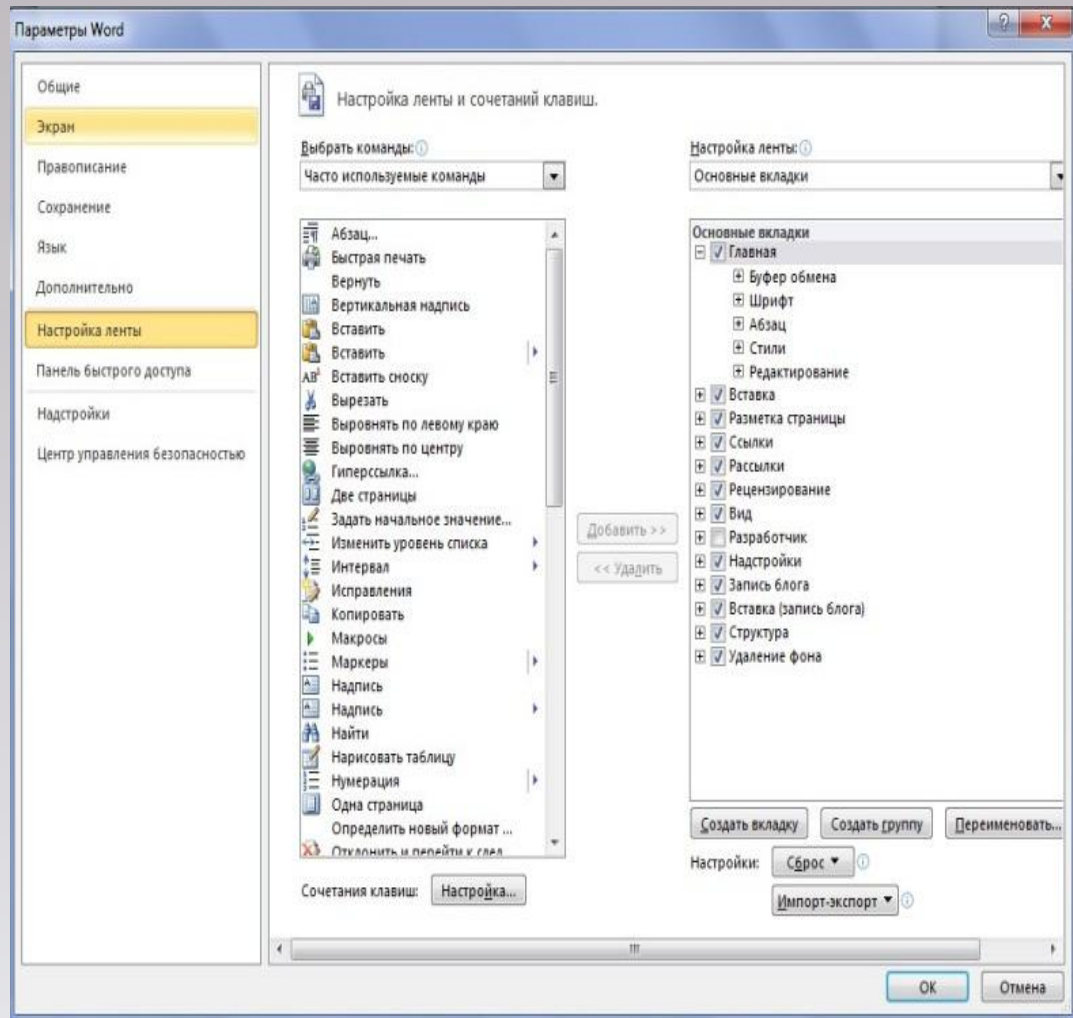 Параметры Word
Общие
Экран
Правописание
Сохранение
Язык
Дополнительно
Настройка ленты
Панель быстрого доступа
Надстройки
Центр управления безопасностью
Настройка ленты и сочетаний клавиш.
Выбрать команды:
Часто используемые команды
Абзац...
Быстрая печать
Вернуть
Вертикальная надпись
Вставить
Вставить
Вставить сноску
Вырезать
Выровнять по левому краю
Выровнять по центру
Гиперссылка...
Две страницы
Задать начальное значение...
Изменить уровень списка
Интервал
Исправления
Копировать
Макросы
Маркеры
Надпись
Надпись
Найти
Нарисовать таблицу
Нумерация
Одна страница
Определить новый формат ...
Отклонить и перейти к след
Сочетания клавиш: Настройка...
Добавить >>
<< Удалить
Настройка ленты:
Основные вкладки
Основные вкладки
Главная
Буфер обмена
Шрифт
Абзац
Стили
Редактирование
Вставка
Разметка страницы
Ссылки
Рассылки
Рецензирование
Вид
Разработчик
Надстройки
Запись блога
Вставка (запись блога)
Структура
Удаление фона
Создать вкладку Создать группу Переименовать...
Настройки: Сброс
Импорт-экспорт
ОК Отмена